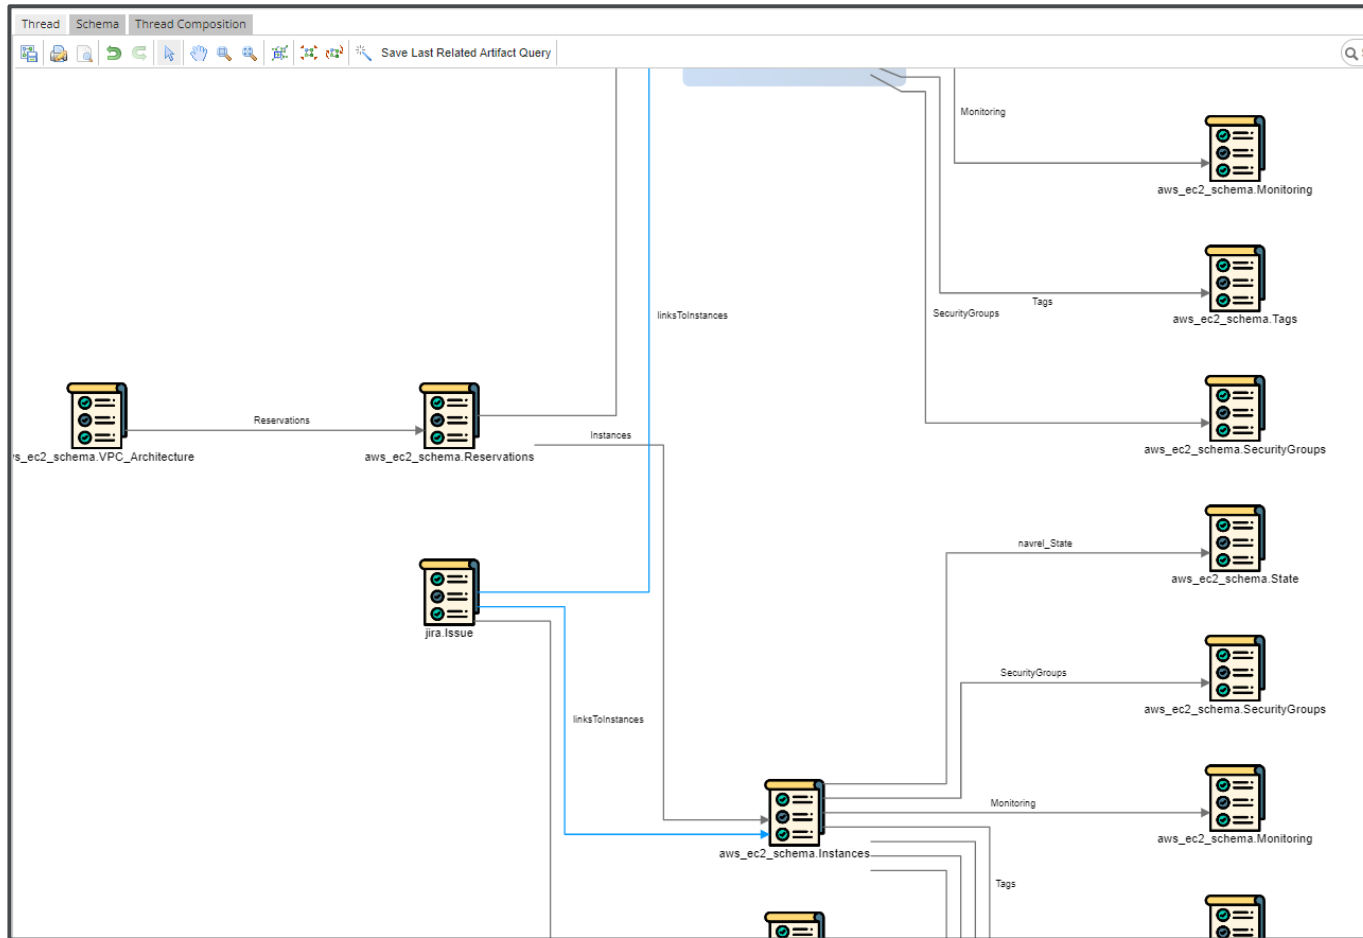 Thread Schema Thread Composition
Save Last Related Artifact Query
Monitoring
aws_ec2_schema.Monitoring
Tags
aws_ec2_schema.Tags
linksToInstances
SecurityGroups
Reservations
Instances
s_ec2_schema.VPC_Architecture
aws_ec2_schema.Reservations
aws_ec2_schema.SecurityGroups
navrel_State
aws_ec2_schema.State
jira.Issue
SecurityGroups
aws_ec2_schema.SecurityGroups
linksToInstances
Monitoring
aws_ec2_schema.Monitoring
aws_ec2_schema.Instances
Tags